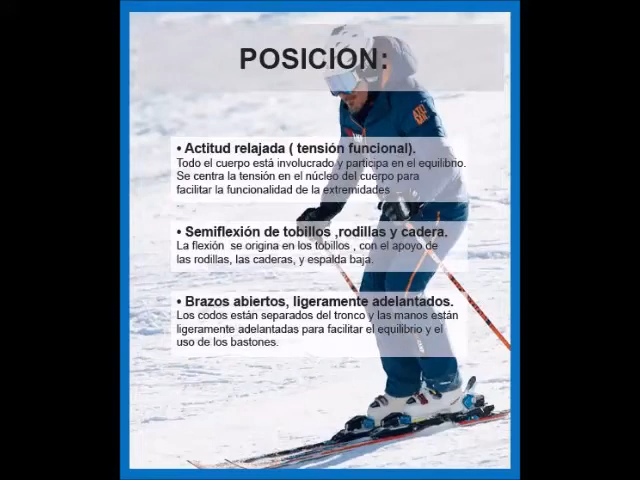 POSICION:
• Actitud relajada ( tensión funcional).
Todo el cuerpo está involucrado y participa en el equilibrio.
Se centra la tensión en el núcleo del cuerpo para
facilitar la funcionalidad de la extremidades
• Semiflexión de tobillos ,rodillas y cadera.
La flexión se origina en los tobillos , con el apoyo de
las rodillas, las caderas, y espalda baja.
• Brazos abiertos, ligeramente adelantados.
Los codos están separados del tronco y las manos están
ligeramente adelantadas para facilitar el equilibrio y el
uso de los bastones.